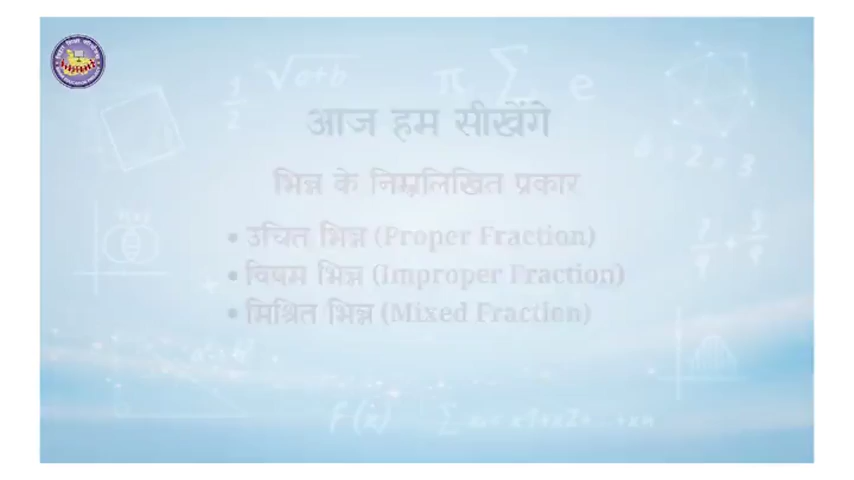 आज हम सीखेंगे
भिन्न के निम्नलिखित प्रकार
• उचित भिन्न (Proper Fraction)
• विषम भिन्न (Improper Fraction)
• मिश्रित भिन्न (Mixed Fraction)